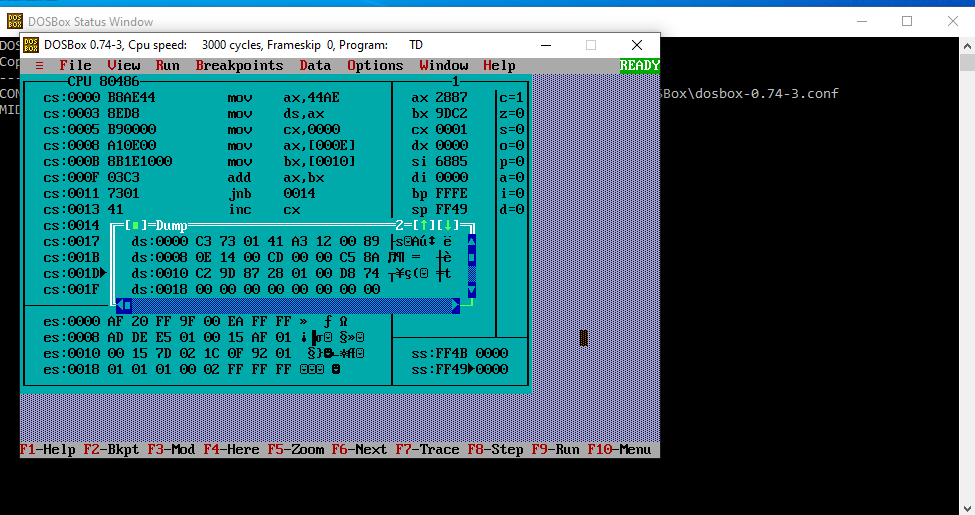 DOSBox Status Window
DOSBox 0.74-3, Cpu speed: 3000 cycles, Frameskip 0, Program: TD
DOS
Cop
---
CON
SBox\dosbox-0.74-3.conf
MID
≡ File View Run Breakpoints Data Options Window Help READY
CPU 80486 1
cs:0000 B8AE44 mov ax,44AE ax 2887 c=1
cs:0003 8ED8 mov ds,ax bx 9DC2 z=0
cs:0005 B90000 mov cx,0000 cx 0001 s=0
cs:0008 A10E00 mov ax,[000E] dx 0000 o=0
cs:000B 8B1E1000 mov bx,[0010] si 6885 p=0
cs:000F 03C3 add ax,bx di 0000 a=0
cs:0011 7301 jnb 0014 bp FFFE i=0
cs:0013 41 inc cx sp FF49 d=0
cs:0014
[■]=Dump 2=[↑][↓]
cs:0017
ds:0000 C3 73 01 41 A3 12 00 89 ├s☺Aú↕ ë
cs:001B
ds:0008 0E 14 00 CD 00 00 C5 8A ♫¶ ═ ┼è
cs:001D►
ds:0010 C2 9D 87 28 01 00 D8 74 ┬¥ç(☺ ╪t
cs:001F
ds:0018 00 00 00 00 00 00 00 00
es:0000 AF 20 FF 9F 00 EA FF FF » ƒ Ω
es:0008 AD DE E5 01 00 15 AF 01 ¡▐σ☺ §»☺
es:0010 00 15 7D 02 1C 0F 92 01 §}☻∟☼Æ☺
ss:FF4B 0000
es:0018 01 01 01 00 02 FF FF FF ☺☺☺ ☻
ss:FF49►0000
F1-Help F2-Bkpt F3-Mod F4-Here F5-Zoom F6-Next F7-Trace F8-Step F9-Run F10-Menu